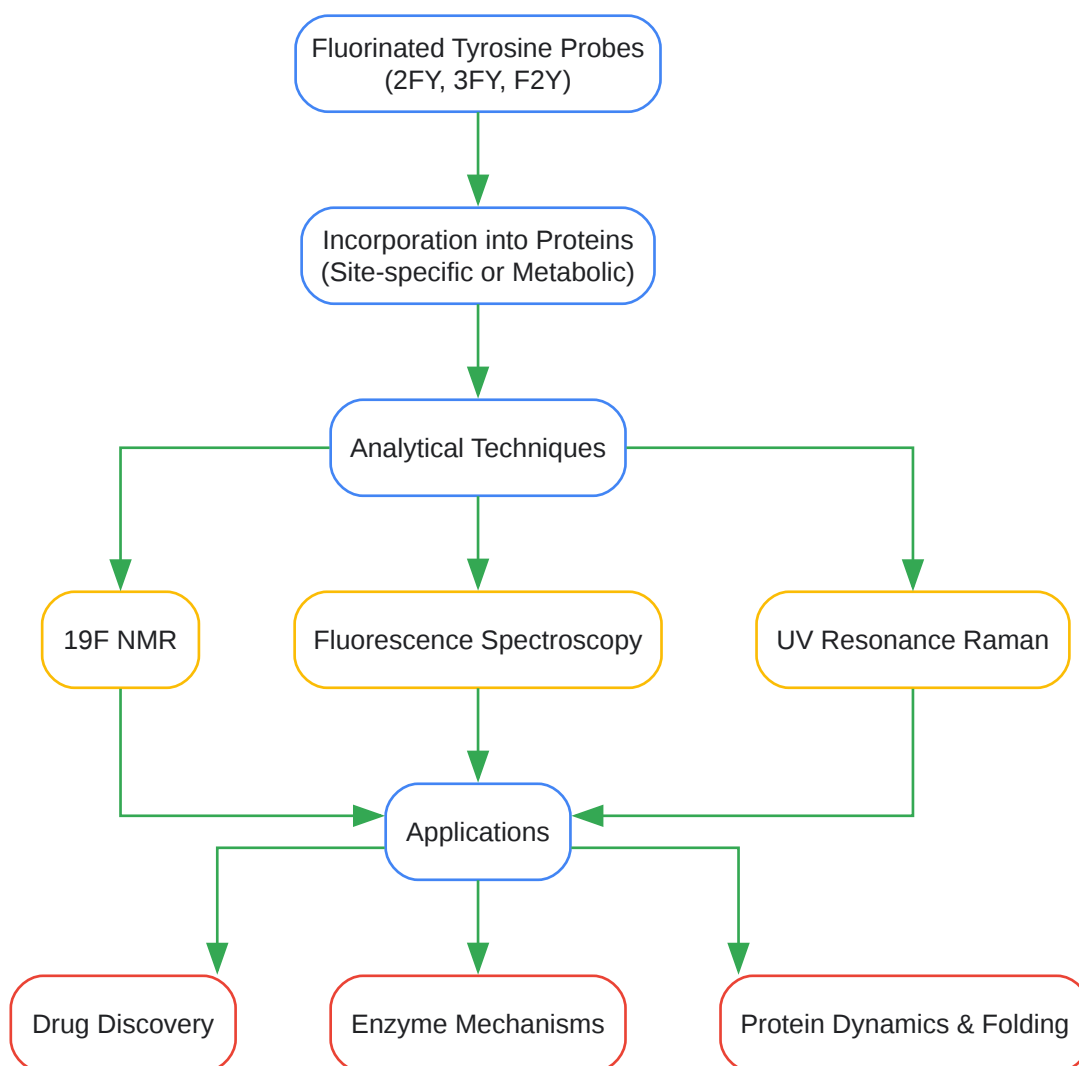 Fluorinated Tyrosine Probes
(2FY, 3FY, F2Y)
Incorporation into Proteins
(Site-specific or Metabolic)
Analytical Techniques
19F NMR
Fluorescence Spectroscopy
UV Resonance Raman
Applications
Drug Discovery
Enzyme Mechanisms
Protein Dynamics & Folding